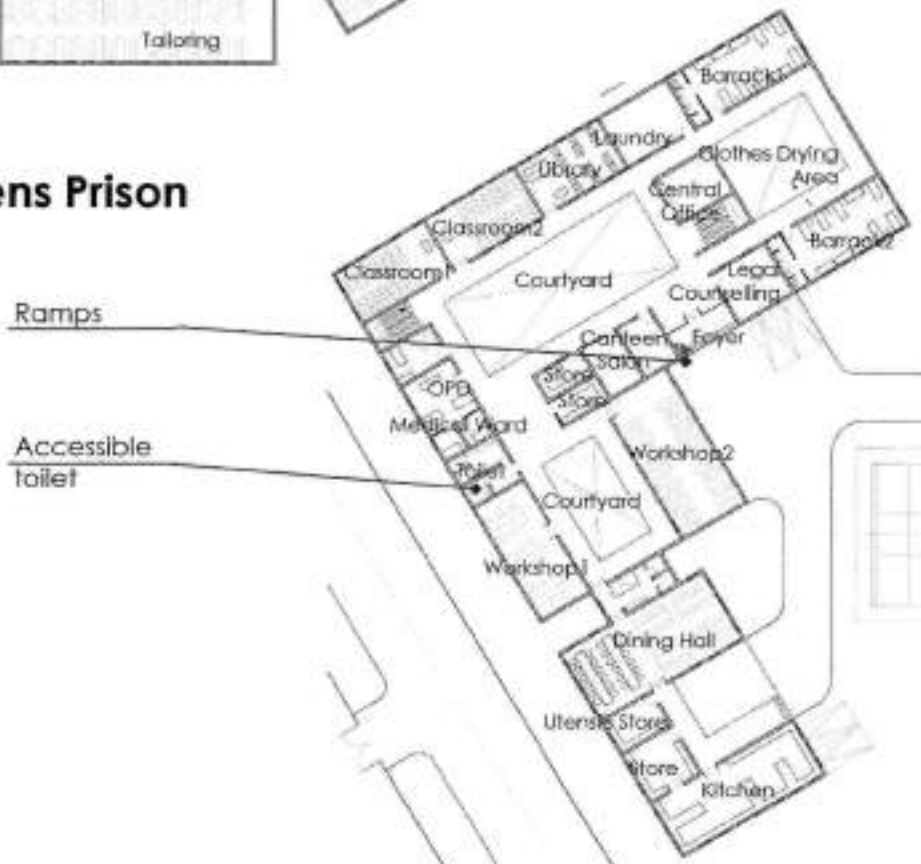 Tailoring
ens Prison
Barrack1
Laundry
Clothes Drying
Area
Library
Central
Office
Classroom2
Barrack2
Classroom1
Courtyard
Legal
Counselling
Ramps
Canteen
Foyer
Salon
Store
OPD
Store
Medical Ward
Accessible
toilet
Toilet
Workshop2
Courtyard
Workshop1
Dining Hall
Utensils Store
Store
Kitchen